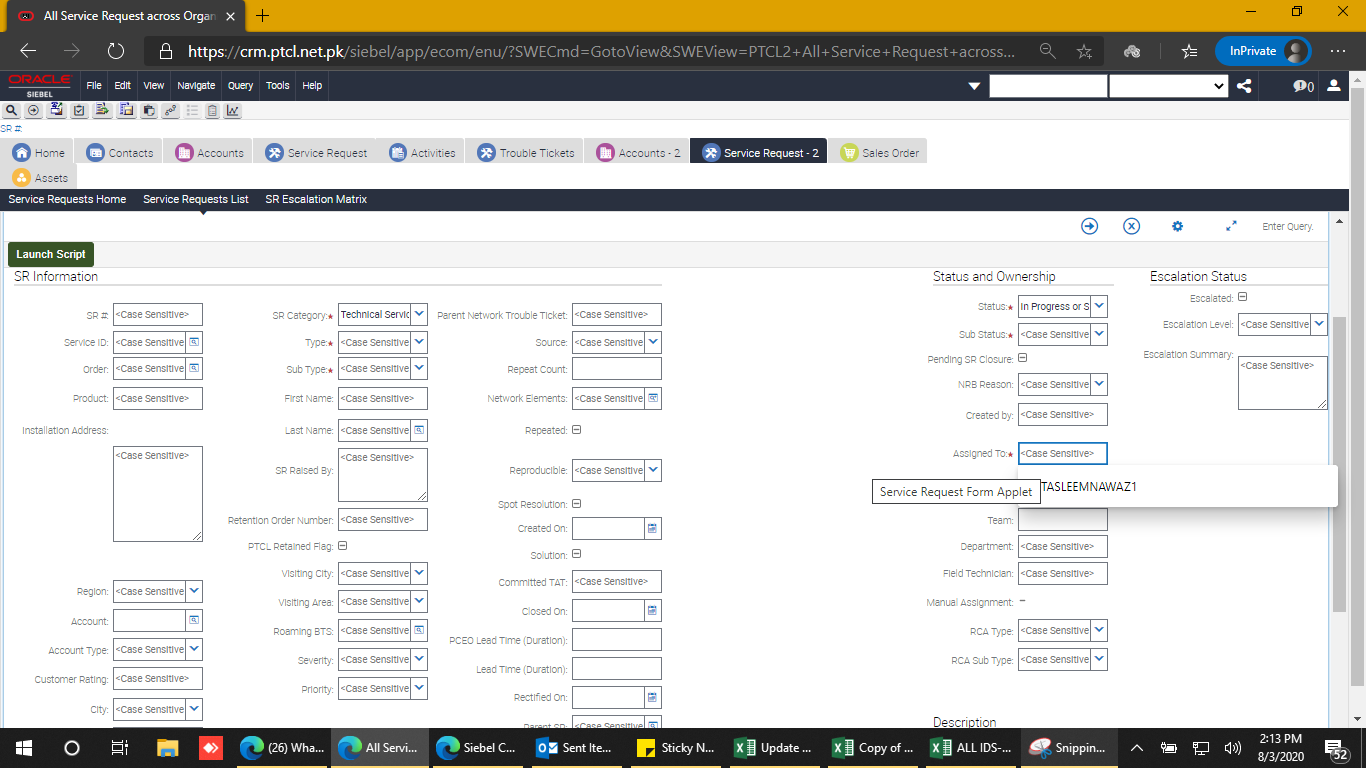 All Service Request across Organ
https://crm.ptcl.net.pk/siebel/app/ecom/enu/?SWECmd=GotoView&SWEView=PTCL2+All+Service+Request+across...
InPrivate
ORACLE
SIEBEL
File Edit View Navigate Query Tools Help
0
SR #:
Home Contacts Accounts Service Request Activities Trouble Tickets Accounts - 2 Service Request - 2 Sales Order
Assets
Service Requests Home Service Requests List SR Escalation Matrix
Enter Query.
Launch Script
SR Information
SR #: <Case Sensitive>
Service ID: <Case Sensitive
Order: <Case Sensitive
Product: <Case Sensitive>
Installation Address:
<Case Sensitive>
Region: <Case Sensitive
Account:
Account Type: <Case Sensitive
Customer Rating: <Case Sensitive>
City: <Case Sensitive
SR Category:* Technical Servic
Type:* <Case Sensitive
Sub Type:* <Case Sensitive
First Name: <Case Sensitive>
Last Name: <Case Sensitive
SR Raised By: <Case Sensitive>
Retention Order Number: <Case Sensitive>
PTCL Retained Flag:
Visiting City: <Case Sensitive
Visiting Area: <Case Sensitive
Roaming BTS: <Case Sensitive
Severity: <Case Sensitive
Priority: <Case Sensitive
Parent Network Trouble Ticket: <Case Sensitive>
Source: <Case Sensitive
Repeat Count:
Network Elements: <Case Sensitive
Repeated:
Reproducible: <Case Sensitive
Spot Resolution:
Created On:
Solution:
Committed TAT: <Case Sensitive>
Closed On:
PCEO Lead Time (Duration):
Lead Time (Duration):
Rectified On:
Parent SR: <Case Sensitive
Status and Ownership
Status:* In Progress or S
Sub Status:* <Case Sensitive
Pending SR Closure:
NRB Reason: <Case Sensitive
Created by: <Case Sensitive>
Assigned To:* <Case Sensitive>
TASLEEMNAWAZ1
Service Request Form Applet
Team:
Department: <Case Sensitive>
Field Technician: <Case Sensitive>
Manual Assignment:
RCA Type: <Case Sensitive
RCA Sub Type: <Case Sensitive
Description
Escalation Status
Escalated:
Escalation Level: <Case Sensitive
Escalation Summary: <Case Sensitive>
(26) Wha... All Servi... Siebel C... Sent Ite... Sticky N... Update ... Copy of ... ALL IDS-... Snippin...
2:13 PM
8/3/2020
52